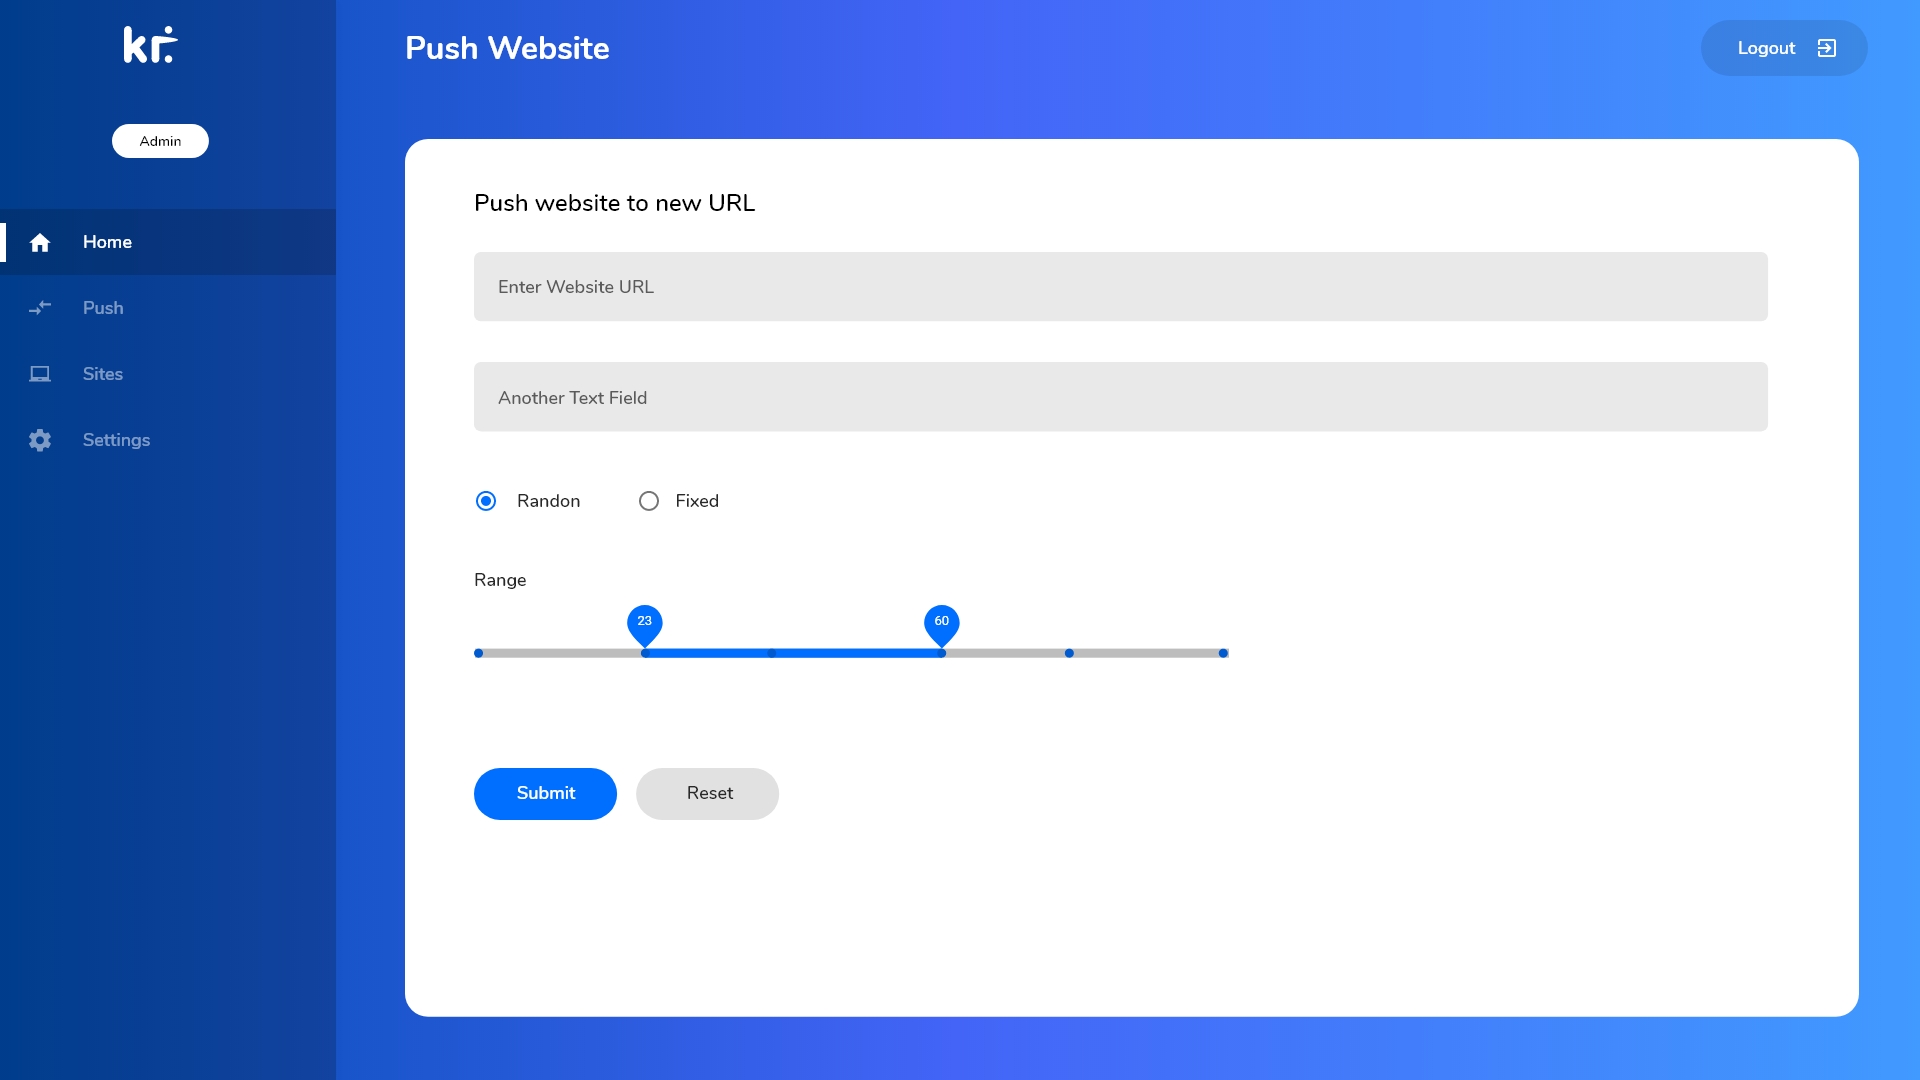 kr.
Push Website
Logout
Admin
Home
Push
Sites
Settings
Push website to new URL
Enter Website URL
Another Text Field
Randon Fixed
Range
23 60
Submit Reset